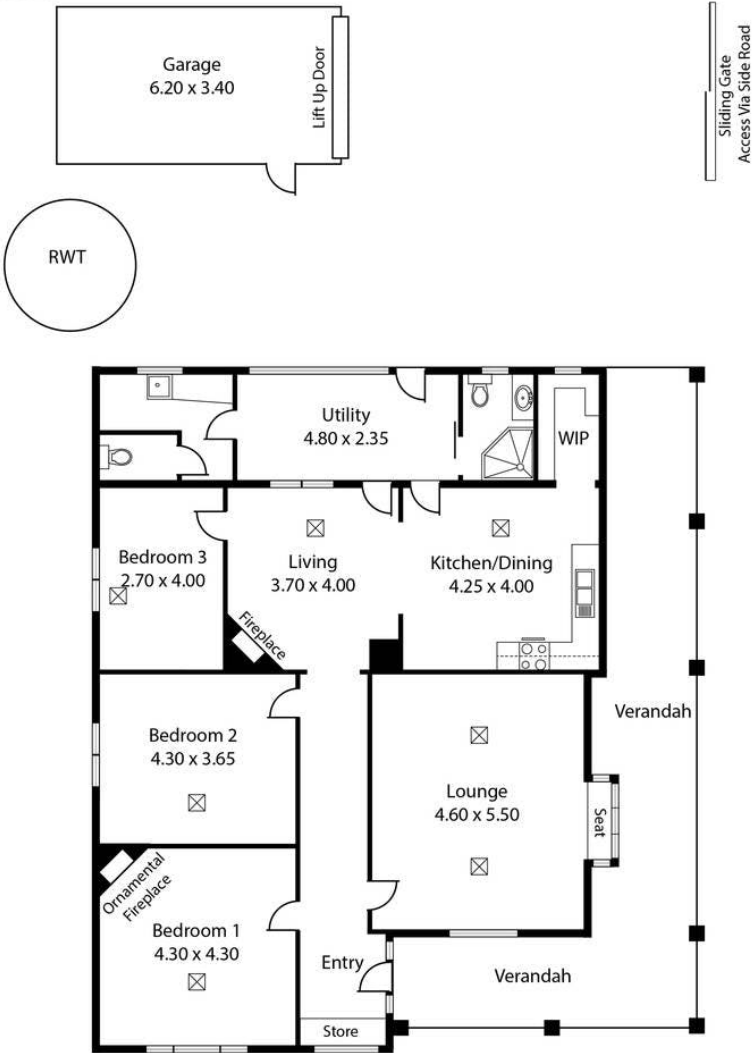 Garage
6.20 x 3.40
Lift Up Door
Sliding Gate
Access Via Side Road
RWT
Utility
4.80 x 2.35
WIP
Bedroom 3
2.70 x 4.00
Living
3.70 x 4.00
Kitchen/Dining
4.25 x 4.00
Fireplace
Bedroom 2
4.30 x 3.65
Verandah
Lounge
4.60 x 5.50
Seat
Ornamental
Fireplace
Bedroom 1
4.30 x 4.30
Entry
Verandah
Store